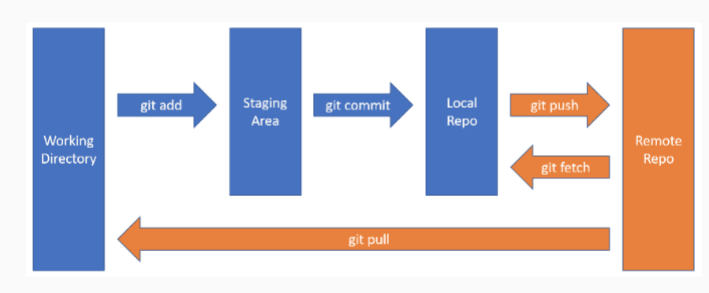 Working
Directory
git add
Staging
Area
git commit
Local
Repo
git push
git fetch
Remote
Repo
git pull